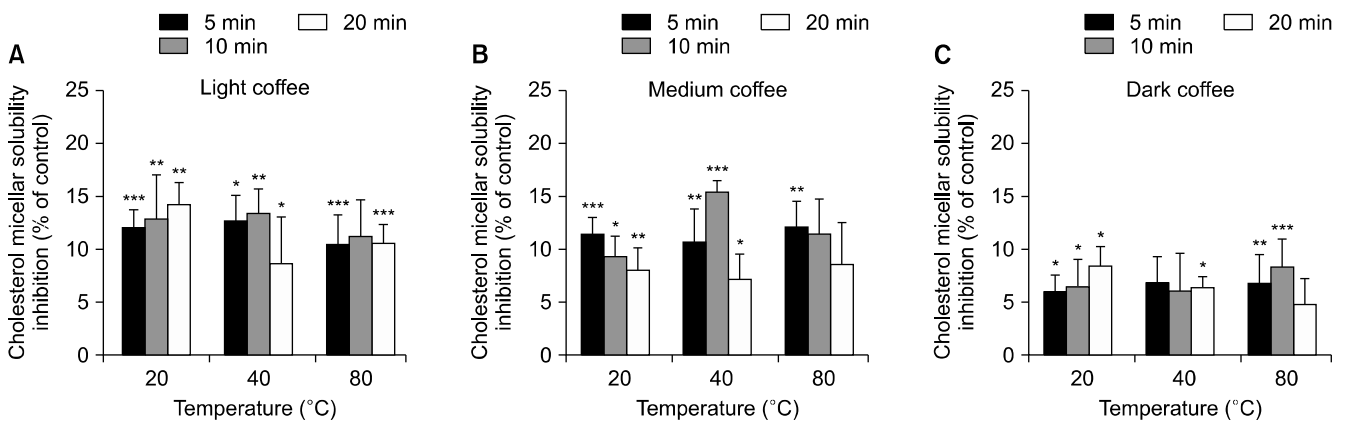 5 min
20 min
10 min
A
Light coffee
Cholesterol micellar solubility
inhibition (% of control)
25
20
15
10
5
0
***
**
**
*
**
*
***
***
20
40
80
Temperature (°C)
5 min
20 min
10 min
B
Medium coffee
Cholesterol micellar solubility
inhibition (% of control)
25
20
15
10
5
0
***
*
**
**
***
*
**
20
40
80
Temperature (°C)
5 min
20 min
10 min
C
Dark coffee
Cholesterol micellar solubility
inhibition (% of control)
25
20
15
10
5
0
*
*
*
*
**
***
20
40
80
Temperature (°C)